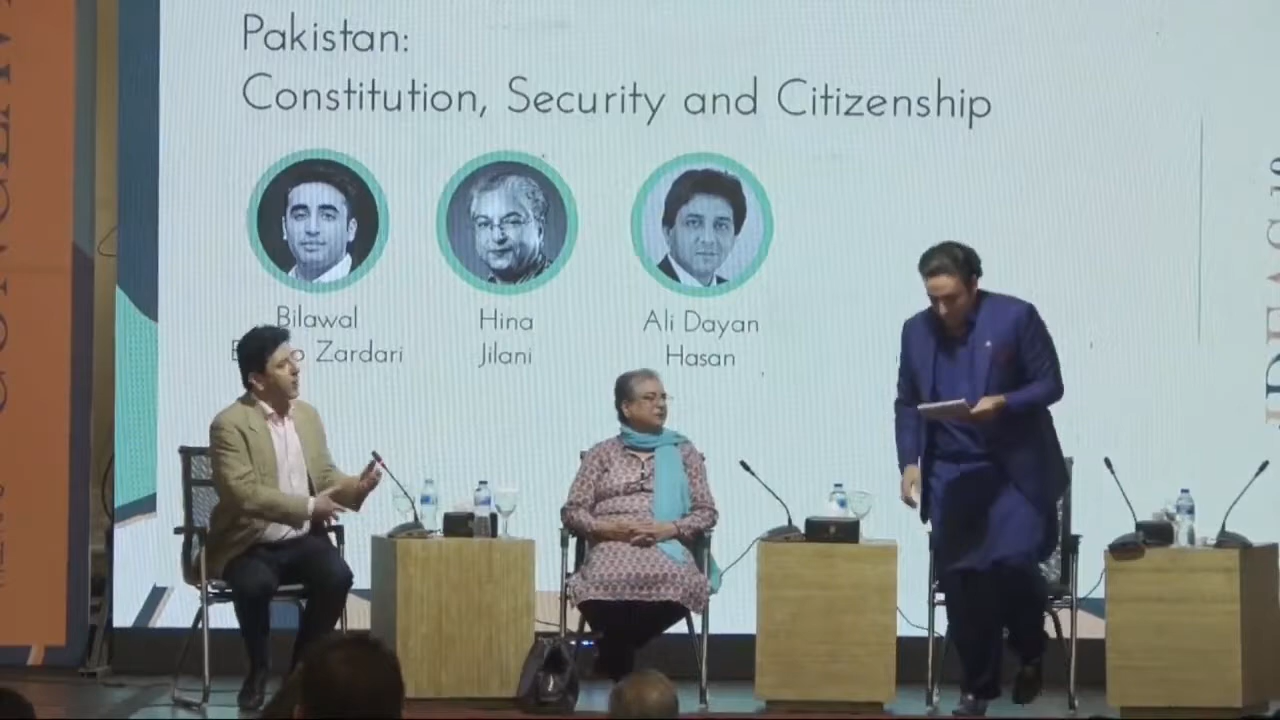 Pakistan:
Constitution, Security and Citizenship
Bilawal
Zardari
Hina
Jilani
Ali Dayan
Hasan